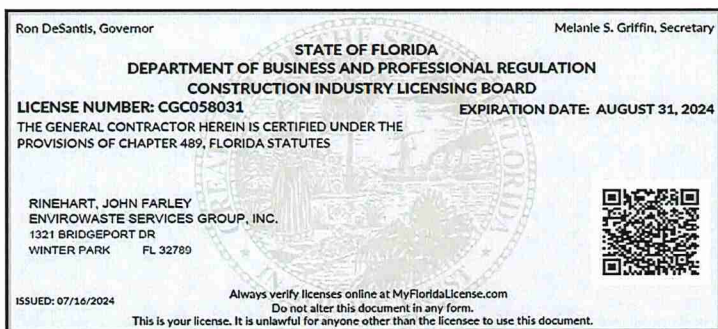 Ron DeSantis, Governor
Melanie S. Griffin, Secretary
STATE OF FLORIDA
DEPARTMENT OF BUSINESS AND PROFESSIONAL REGULATION
CONSTRUCTION INDUSTRY LICENSING BOARD
LICENSE NUMBER: CGC058031
EXPIRATION DATE: AUGUST 31, 2024
THE GENERAL CONTRACTOR HEREIN IS CERTIFIED UNDER THE
PROVISIONS OF CHAPTER 489, FLORIDA STATUTES
RINEHART, JOHN FARLEY
ENVIROWASTE SERVICES GROUP, INC.
1321 BRIDGEPORT DR
WINTER PARK FL 32789
ISSUED: 07/16/2024
Always verify licenses online at MyFloridaLicense.com
Do not alter this document in any form.
This is your license. It is unlawful for anyone other than the licensee to use this document.